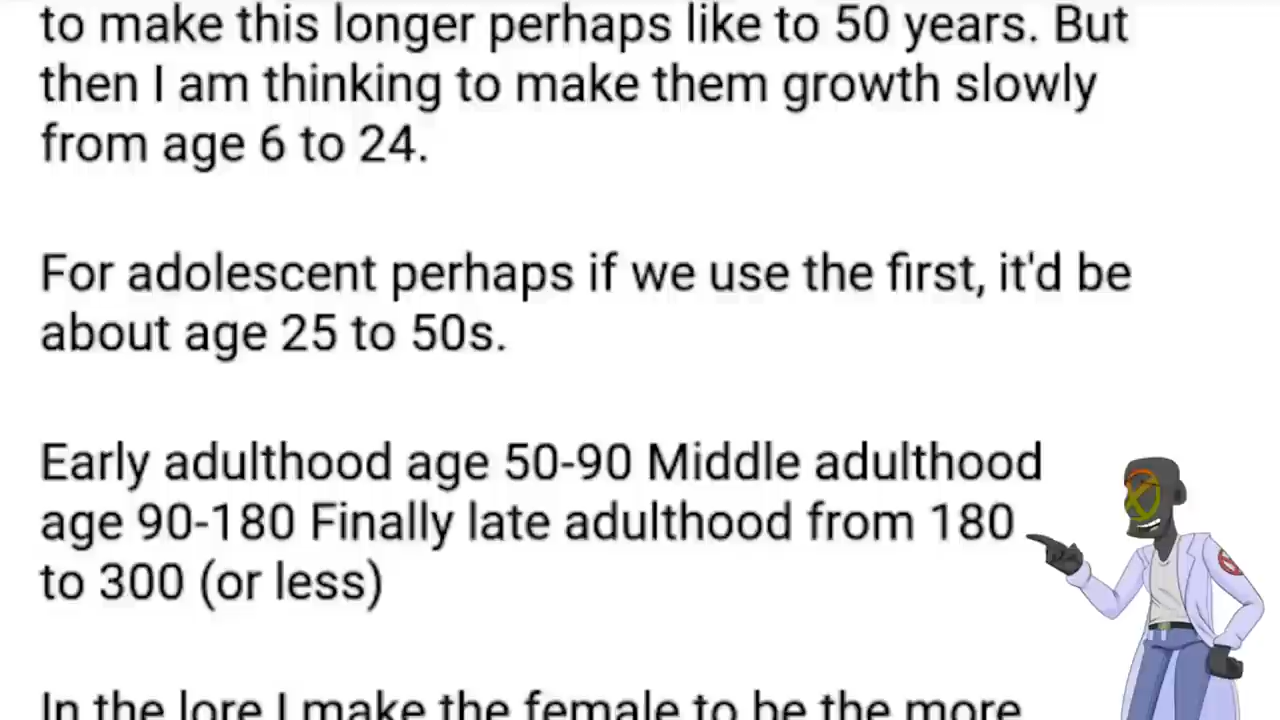 to make this longer perhaps like to 50 years. But
then I am thinking to make them growth slowly
from age 6 to 24.
For adolescent perhaps if we use the first, it'd be
about age 25 to 50s.
Early adulthood age 50-90 Middle adulthood
age 90-180 Finally late adulthood from 180
to 300 (or less)
In the lore I make the female to be the more